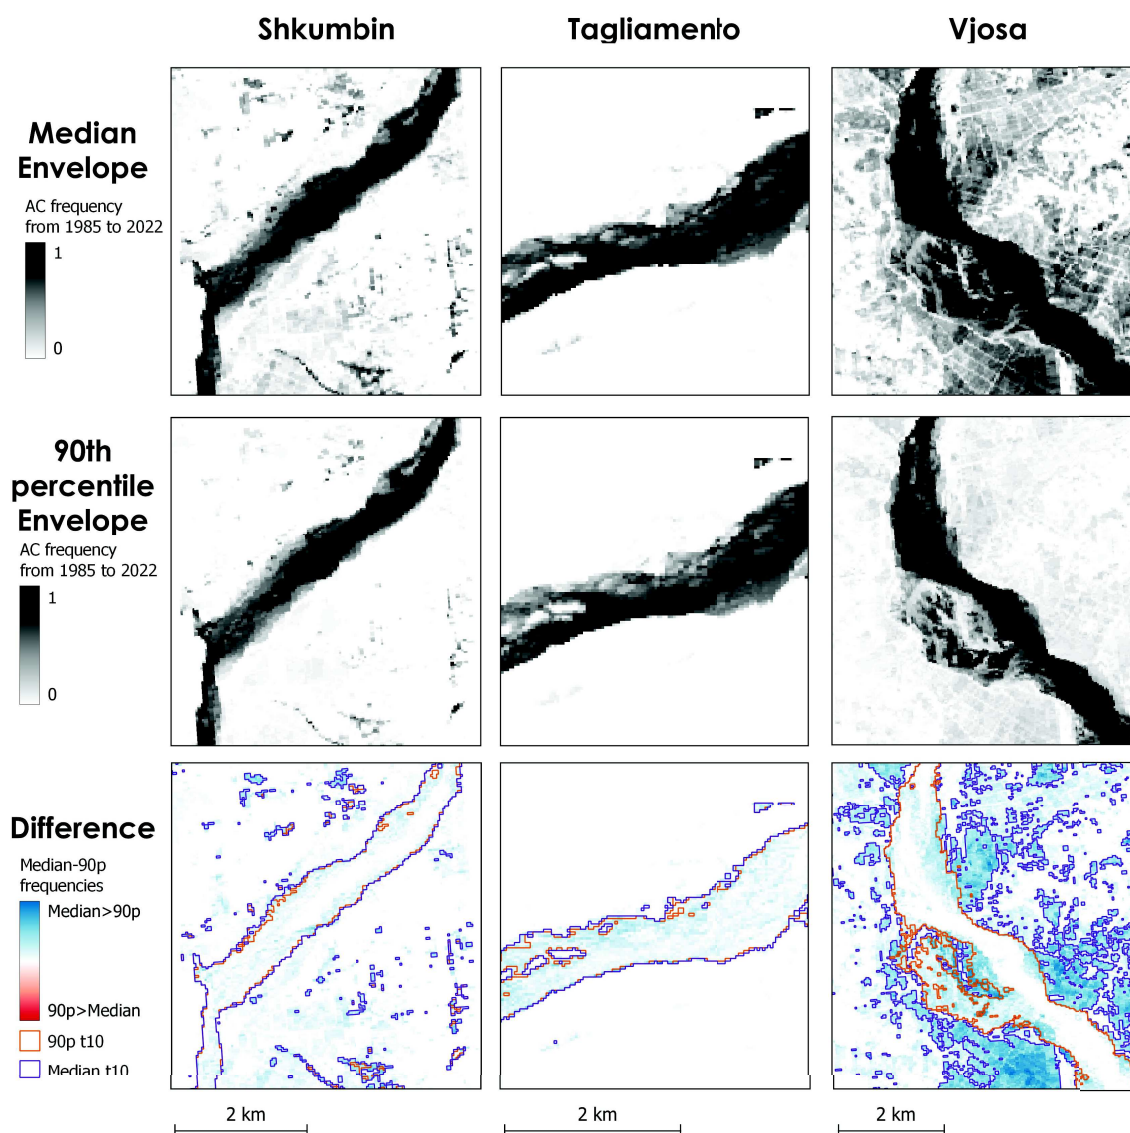 Shkumbin
Tagliamento
Vjosa
Median
Envelope
AC frequency
from 1985 to 2022
1
0
90th
percentile
Envelope
AC frequency
from 1985 to 2022
1
0
Difference
Median-90p
frequencies
Median>90p
90p>Median
90p t10
Median t10
2 km
2 km
2 km